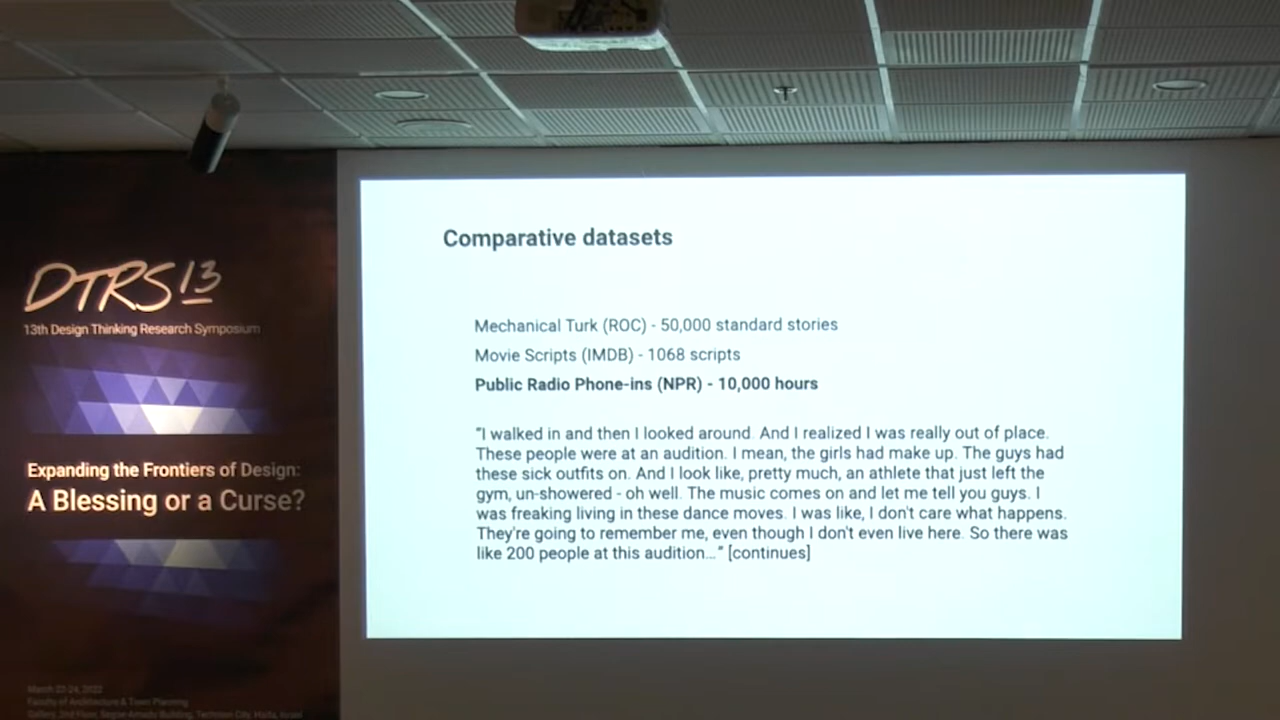 DTRS13
13th Design Thinking Research Symposium
Expanding the Frontiers of Design:
A Blessing or a Curse?
March 22-24, 2022
Faculty of Architecture & Town Planning
Gallery, 2nd Floor, Segoe Amado Building, Technion City, Haifa, Israel
Comparative datasets
Mechanical Turk (ROC) - 50,000 standard stories
Movie Scripts (IMDB) - 1068 scripts
Public Radio Phone-ins (NPR) - 10,000 hours
"I walked in and then I looked around. And I realized I was really out of place.
These people were at an audition. I mean, the girls had make up. The guys had
these sick outfits on. And I look like, pretty much, an athlete that just left the
gym, un-showered - oh well. The music comes on and let me tell you guys. I
was freaking living in these dance moves. I was like, I don't care what happens.
They're going to remember me, even though I don't even live here. So there was
like 200 people at this audition..." [continues]